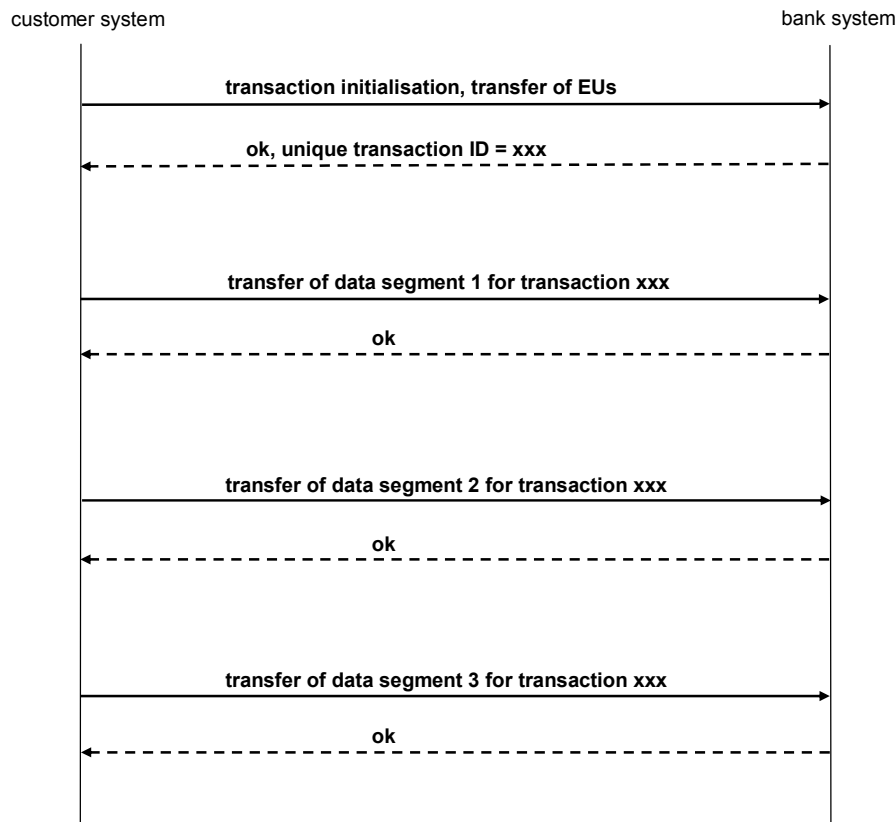 customer system
bank system
transaction initialisation, transfer of EUs
ok, unique transaction ID = xxx
transfer of data segment 1 for transaction xxx
ok
transfer of data segment 2 for transaction xxx
ok
transfer of data segment 3 for transaction xxx
ok